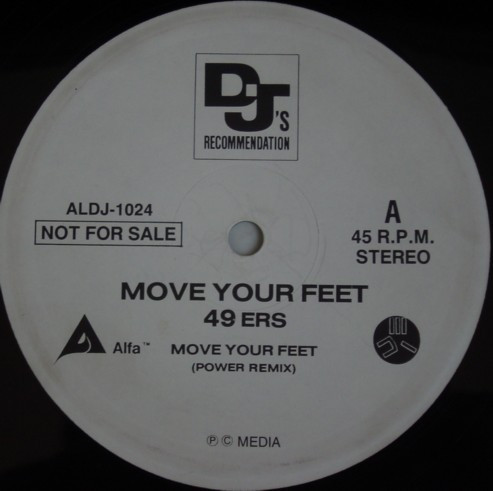 DJ's
RECOMMENDATION
ALDJ-1024
NOT FOR SALE
A
45 R.P.M.
STEREO
MOVE YOUR FEET
49 ERS
Alfa™
MOVE YOUR FEET
(POWER REMIX)
℗ © MEDIA